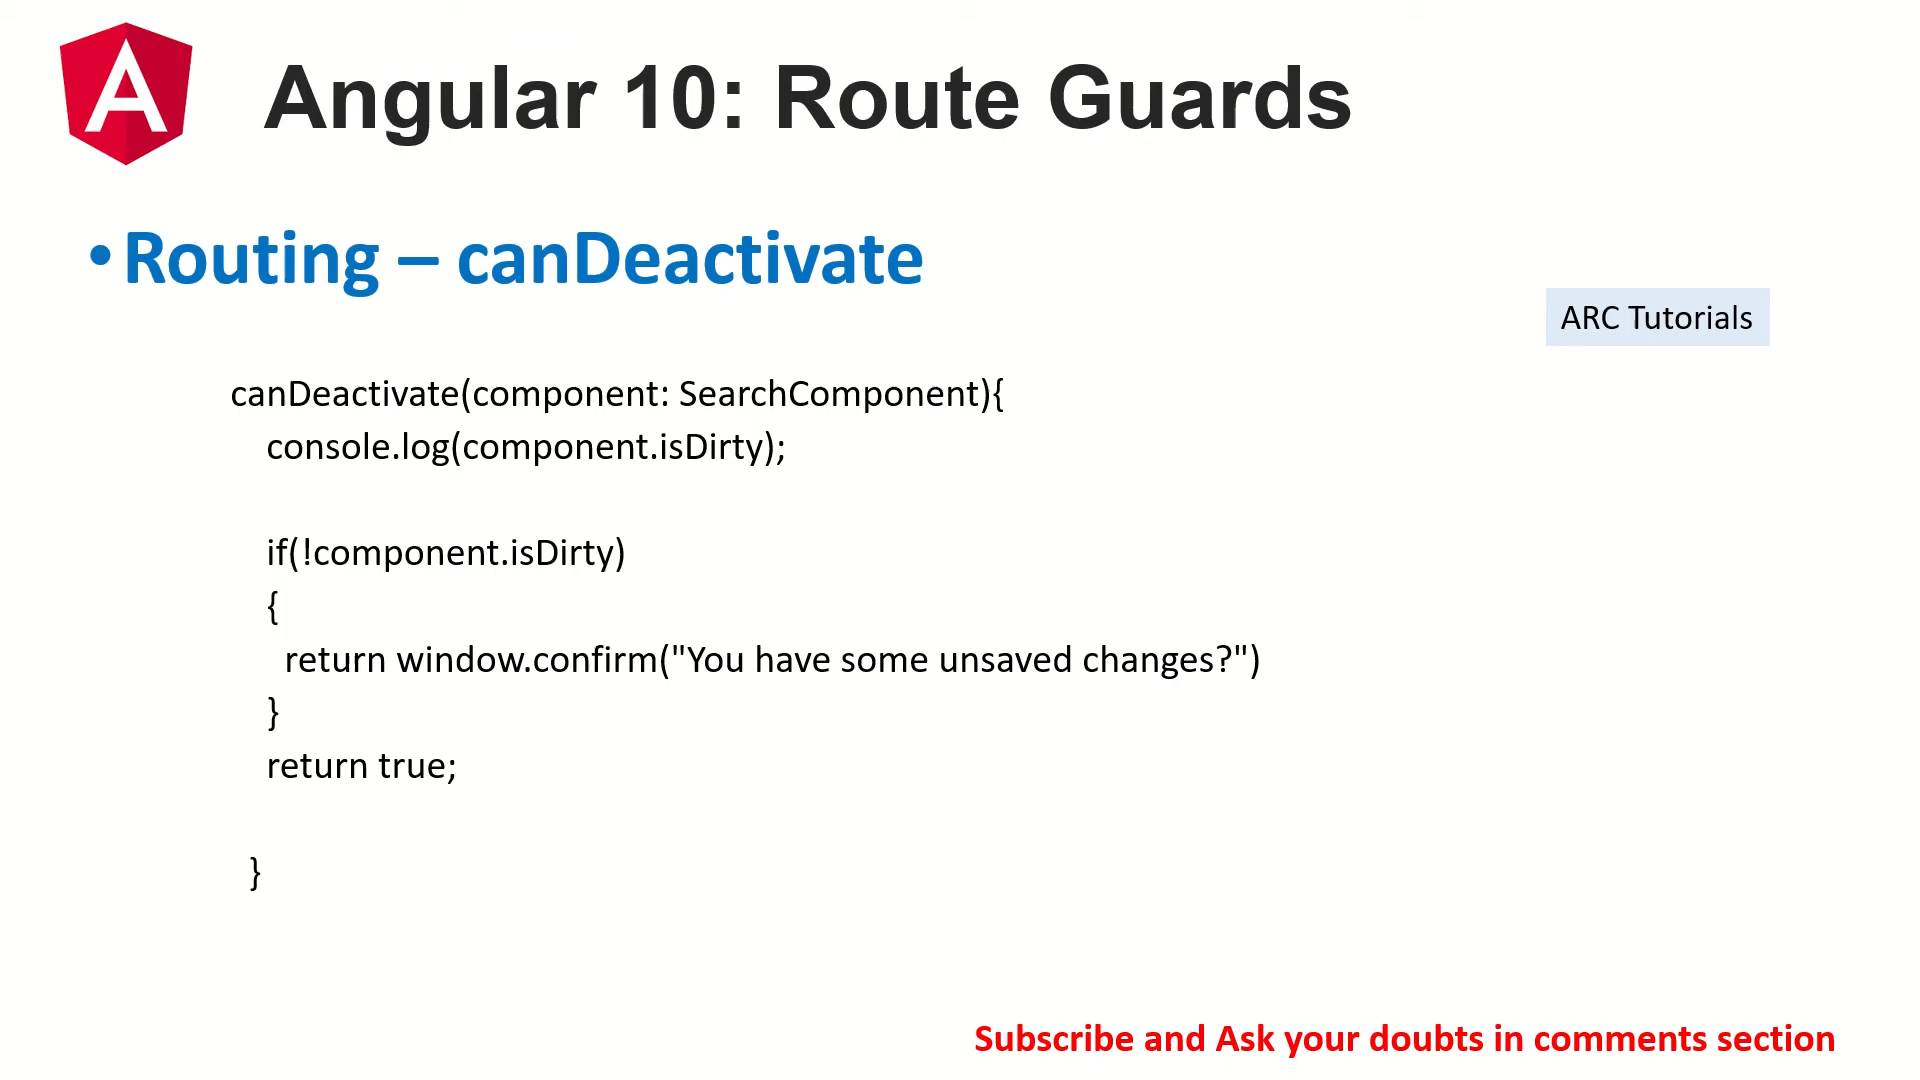 Angular 10: Route Guards
•Routing – canDeactivate
ARC Tutorials
canDeactivate(component: SearchComponent){
console.log(component.isDirty);
if(!component.isDirty)
{
return window.confirm("You have some unsaved changes?")
}
return true;
}
Subscribe and Ask your doubts in comments section